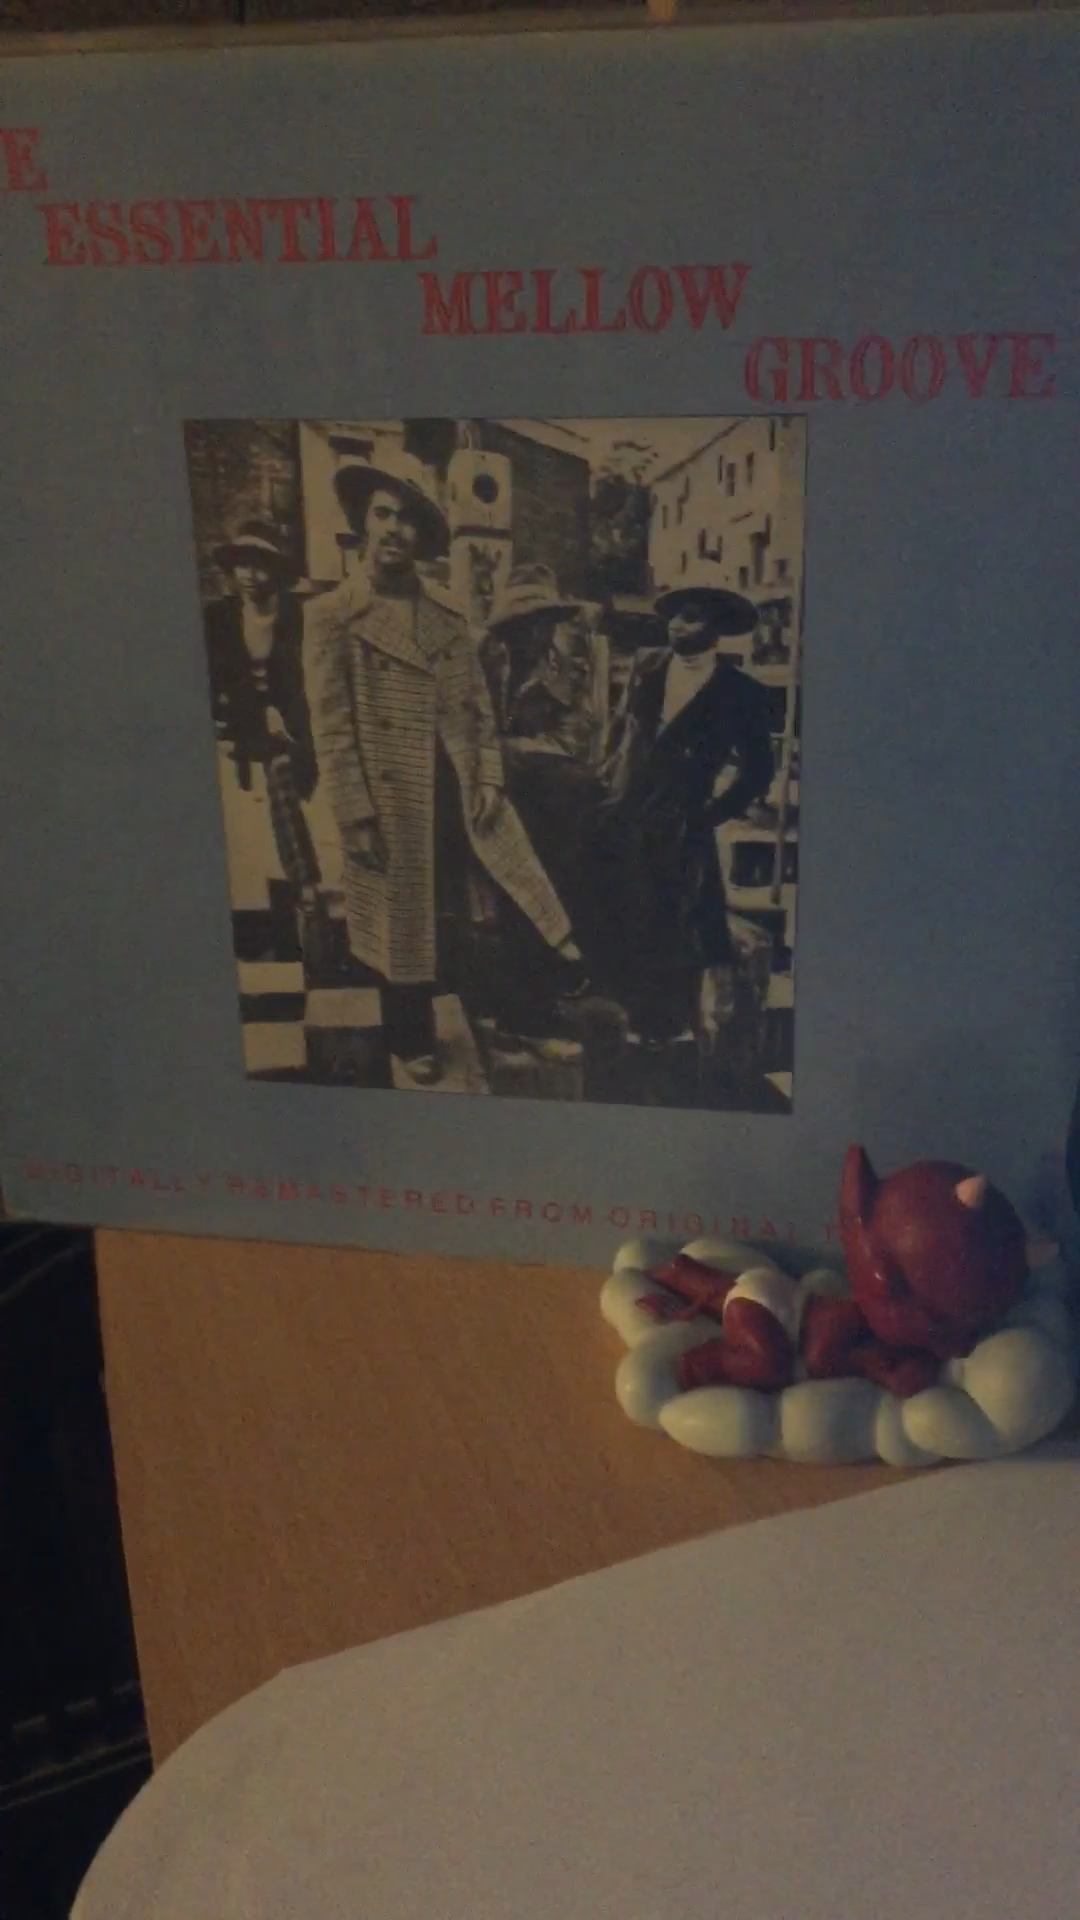 E
ESSENTIAL
MELLOW
GROOVE
DIGITALLY REMASTERED FROM ORIGINAL